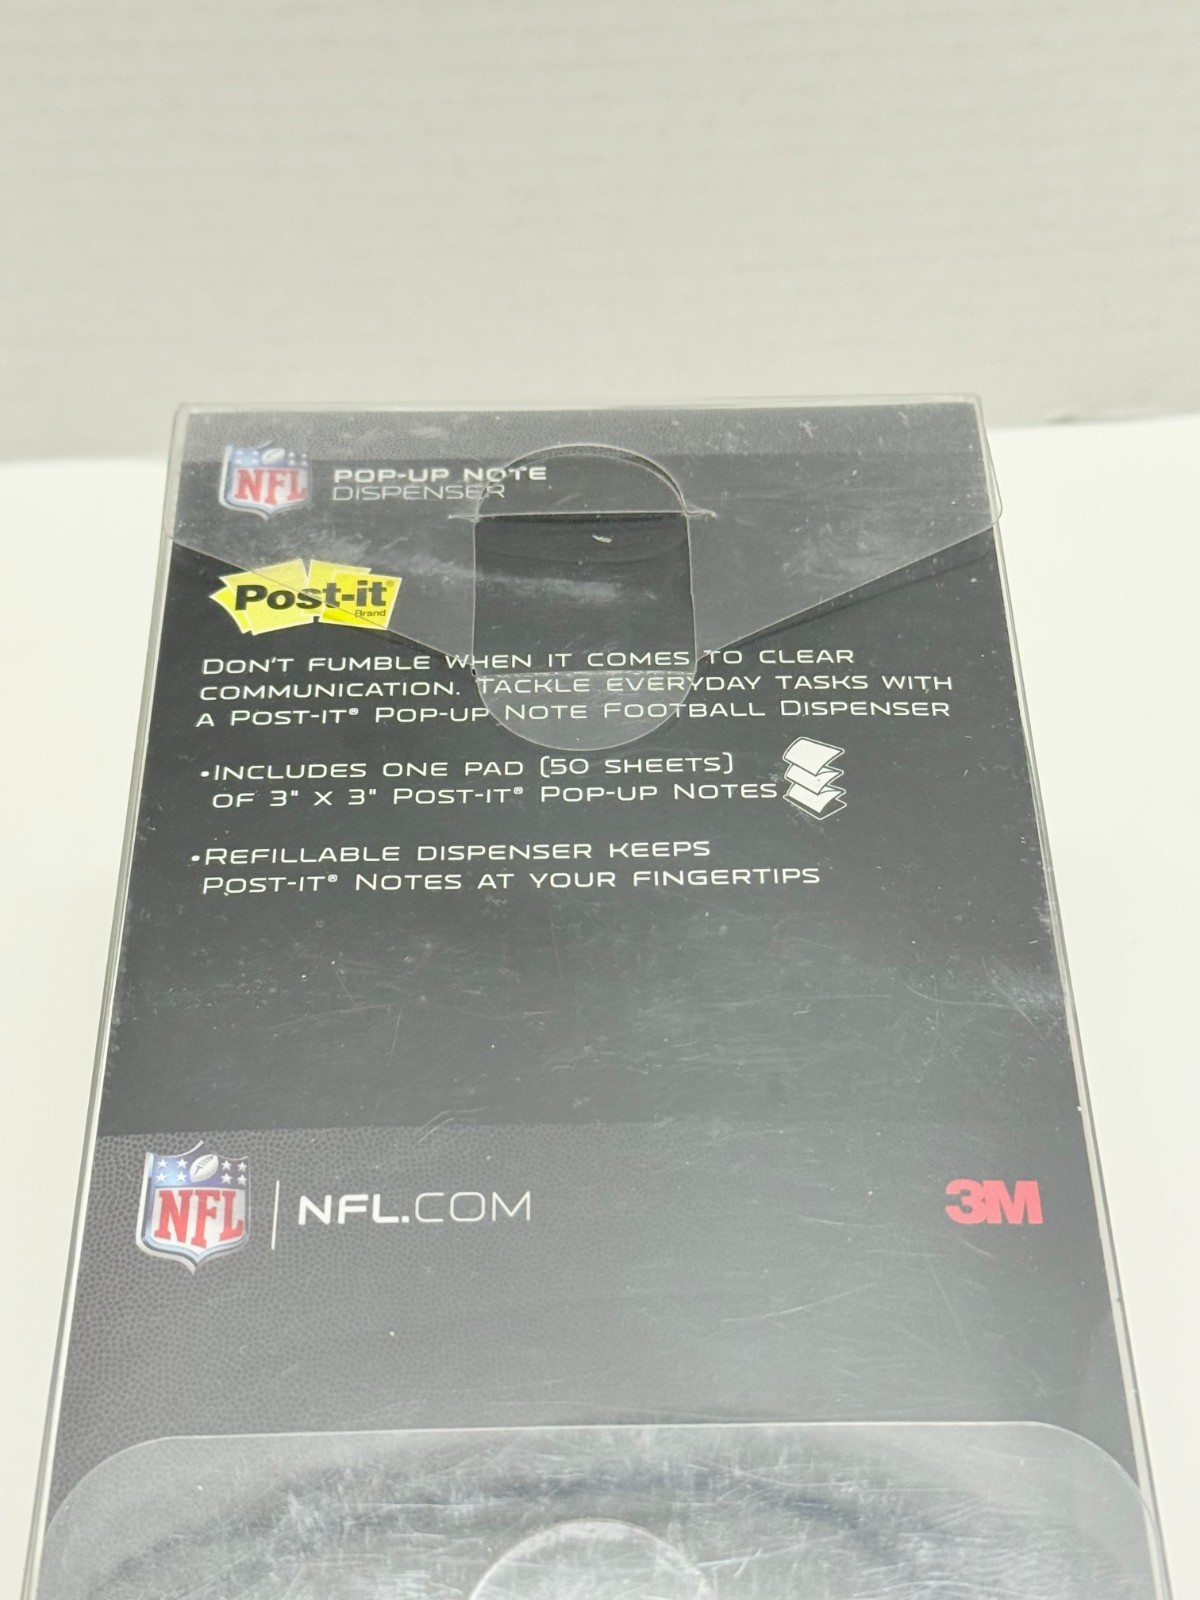 NFL
POP-UP NOTE
DISPENSER
Post-it®
Brand
DON'T FUMBLE WHEN IT COMES TO CLEAR
COMMUNICATION. TACKLE EVERYDAY TASKS WITH
A POST-IT® POP-UP NOTE FOOTBALL DISPENSER
•INCLUDES ONE PAD (50 SHEETS)
OF 3" X 3" POST-IT® POP-UP NOTES
•REFILLABLE DISPENSER KEEPS
POST-IT® NOTES AT YOUR FINGERTIPS
NFL | NFL.COM
3M